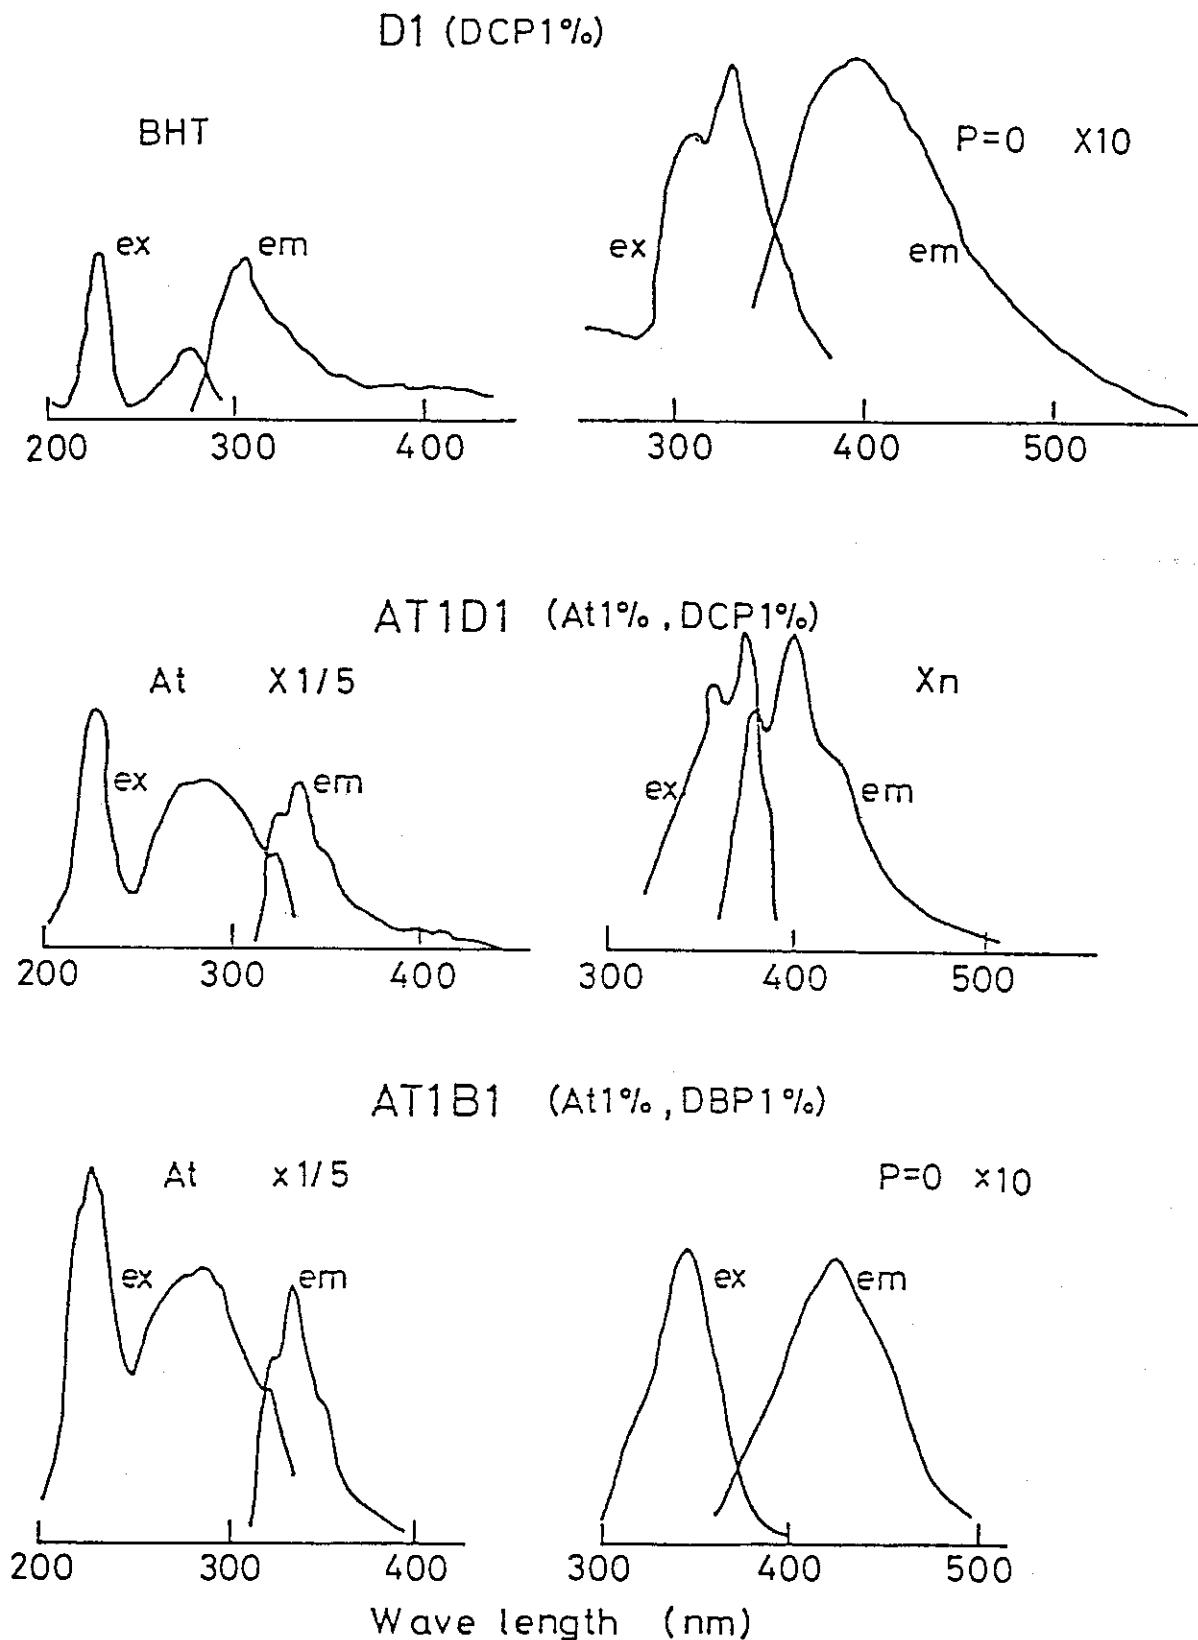 D1 (DCP1%)
BHT
P=0 X10
ex
em
ex
em
200 300 400
300 400 500
AT1D1 (At1%, DCP1%)
At X1/5
Xn
ex
em
ex
em
200 300 400
300 400 500
AT1B1 (At1%, DBP1%)
At x1/5
P=0 x10
ex
em
ex
em
200 300 400
300 400 500
Wave length (nm)